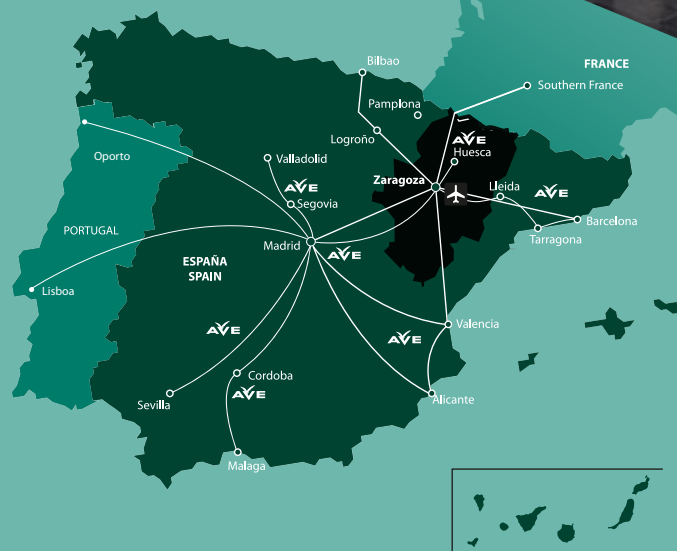 FRANCE
Bilbao
Southern France
Pamplona
Logroño
AVE
Huesca
Oporto
Valladolid
Zaragoza
AVE
Lleida
AVE
Segovia
Barcelona
PORTUGAL
Tarragona
Madrid
AVE
ESPAÑA
SPAIN
Lisboa
AVE
AVE
Valencia
Cordoba
AVE
Sevilla
Alicante
Malaga